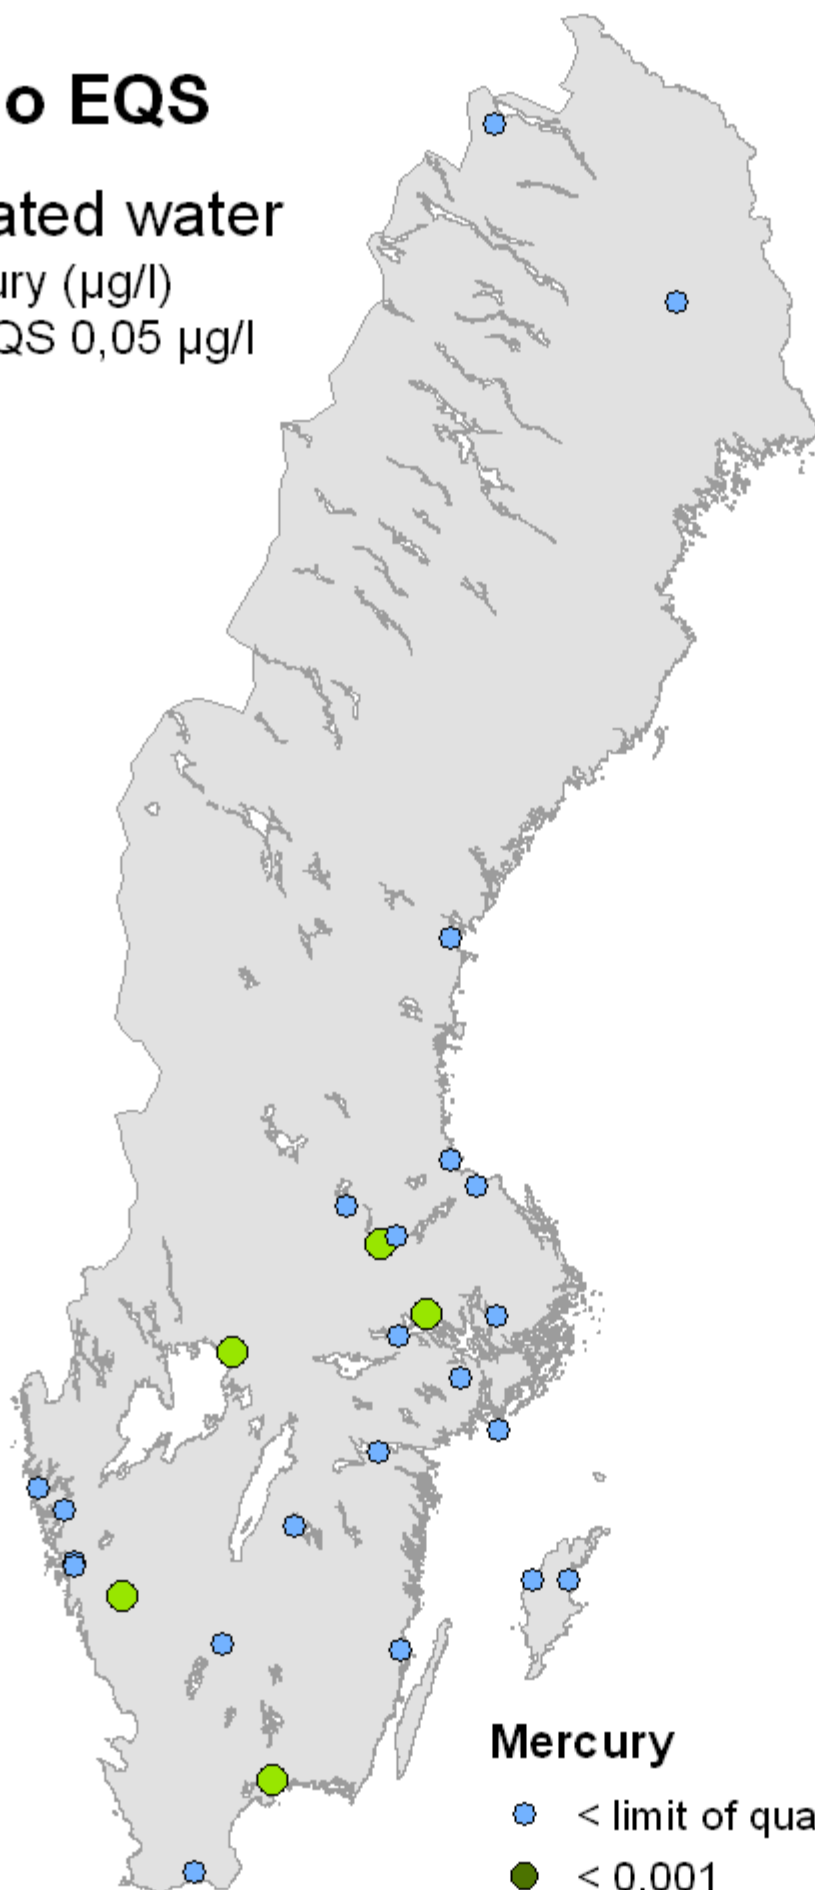 o EQS
ated water
ury (µg/l)
QS 0,05 µg/l
Mercury
< limit of qua
< 0,001